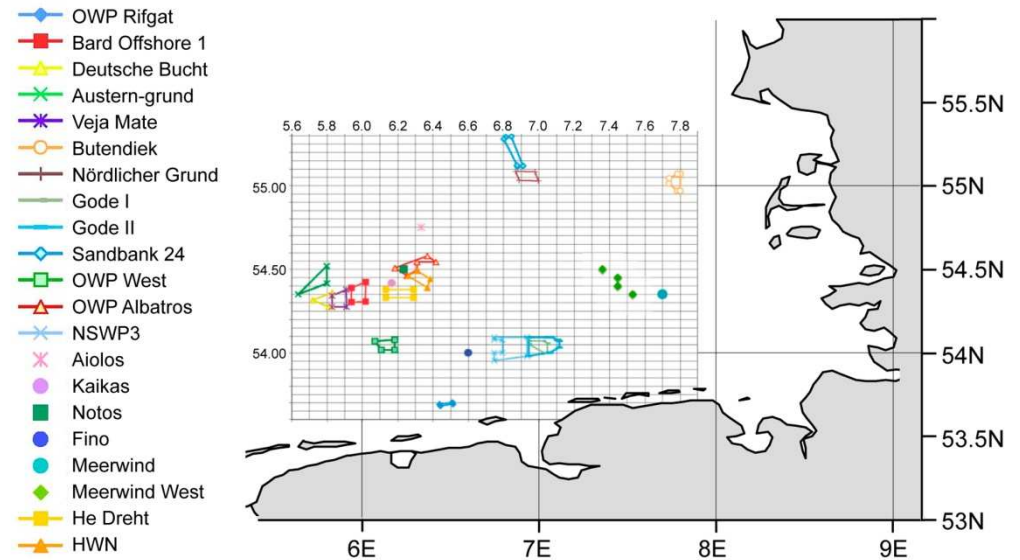 OWP Rifgat
Bard Offshore 1
Deutsche Bucht
Austern-grund
Veja Mate
Butendiek
Nördlicher Grund
Gode I
Gode II
Sandbank 24
OWP West
OWP Albatros
NSWP3
Aiolos
Kaikas
Notos
Fino
Meerwind
Meerwind West
He Dreht
HWN
5.6 5.8 6.0 6.2 6.4 6.6 6.8 7.0 7.2 7.4 7.6 7.8
55.00
54.50
54.00
55.5N
55N
54.5N
54N
53.5N
53N
6E 7E 8E 9E